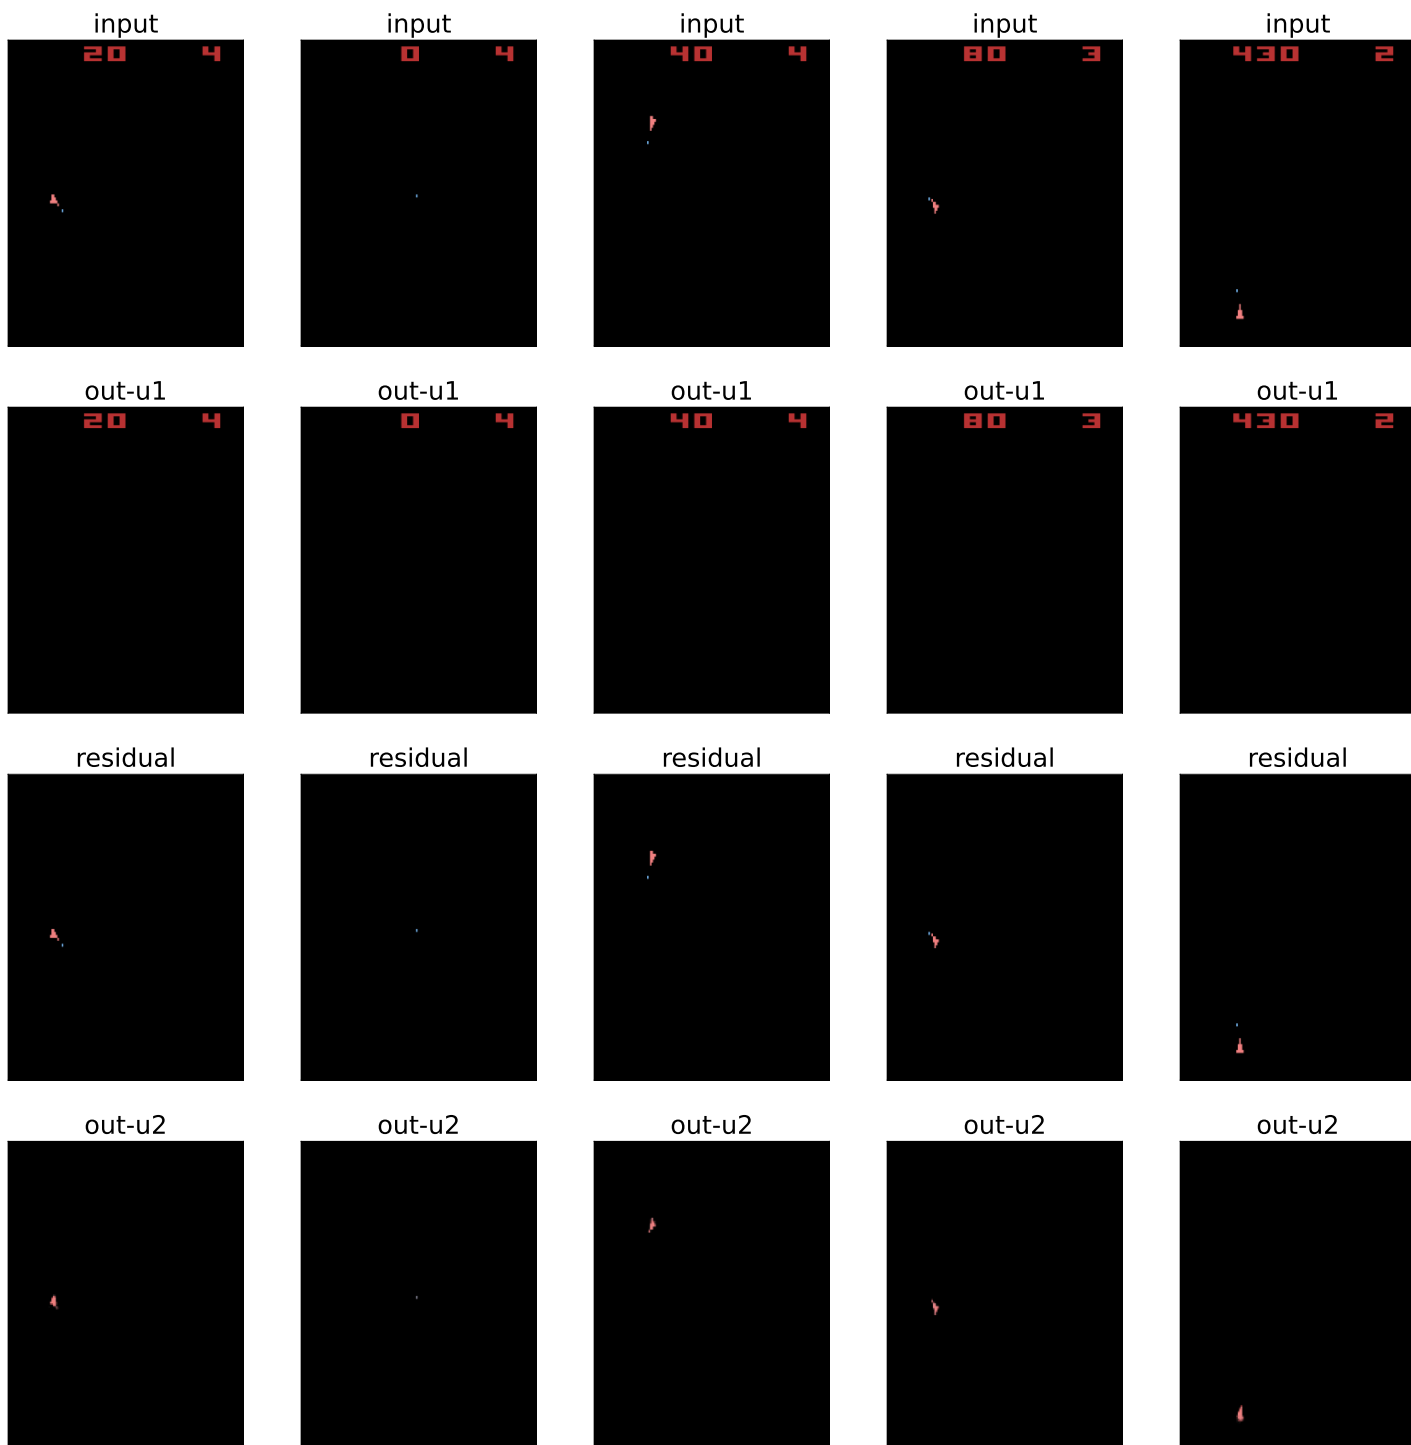 input input input input input
20 4 0 4 40 4 80 3 430 2
out-u1 out-u1 out-u1 out-u1 out-u1
20 4 0 4 40 4 80 3 430 2
residual residual residual residual residual
out-u2 out-u2 out-u2 out-u2 out-u2